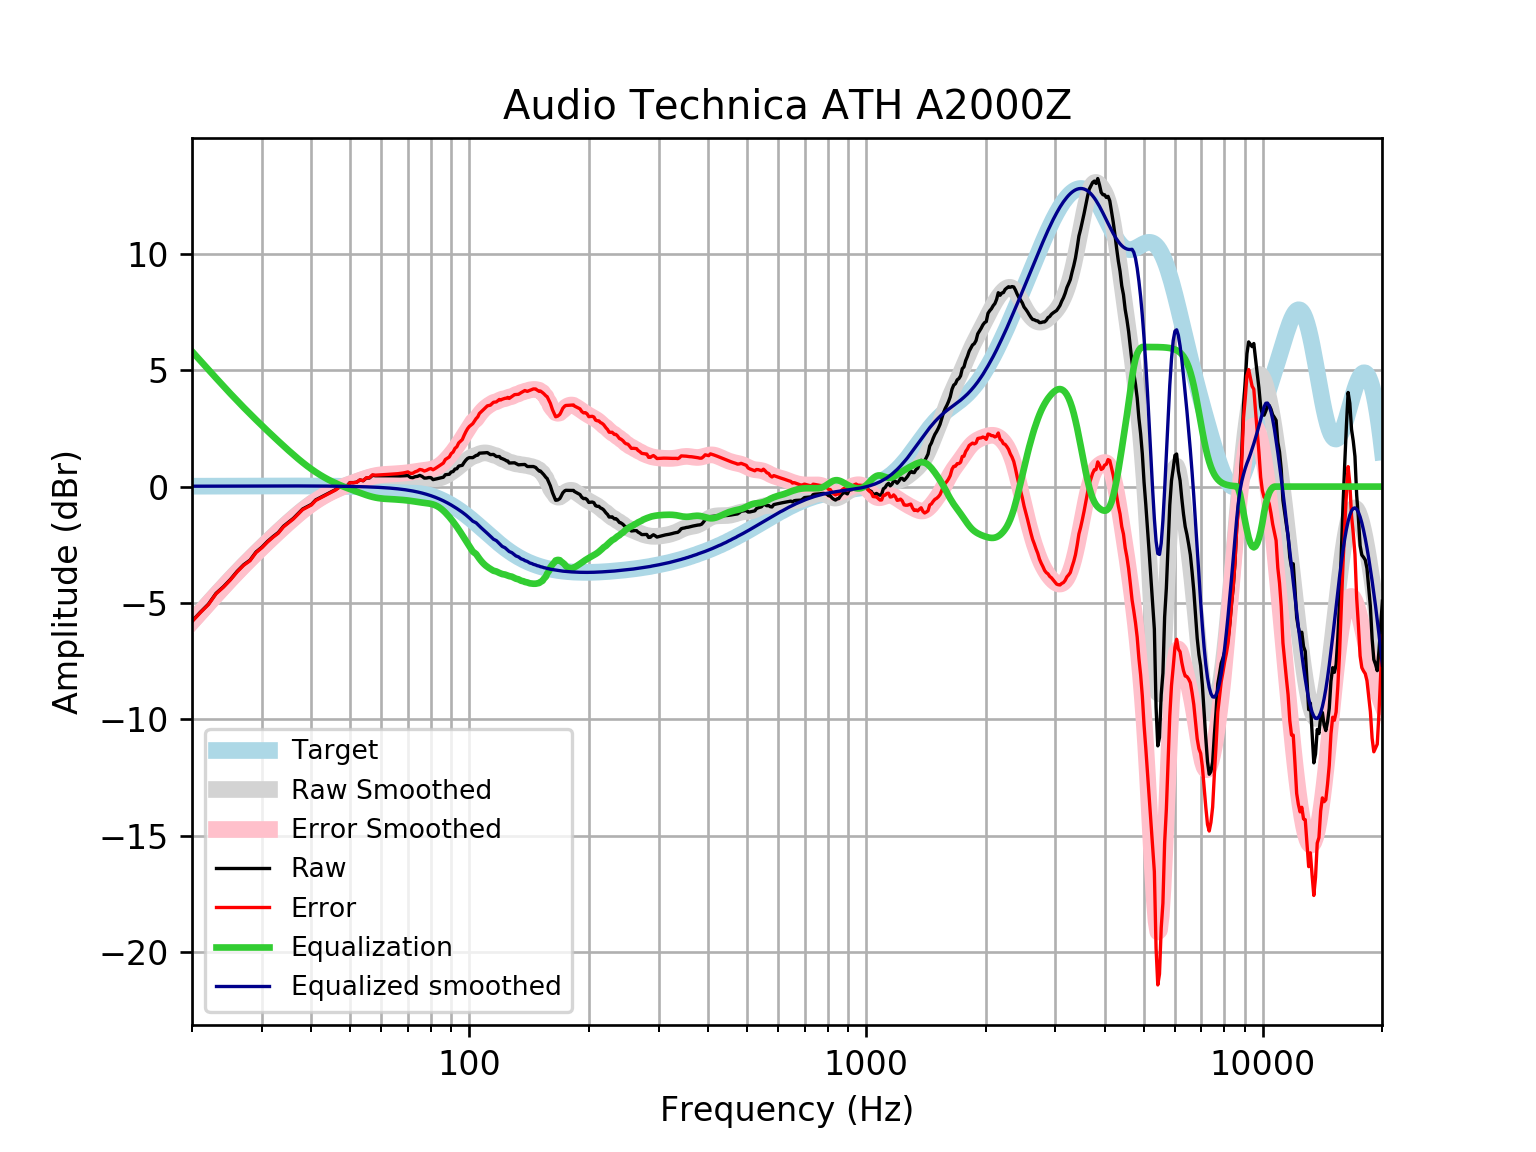 Audio Technica ATH A2000Z
Amplitude (dBr)
10
5
0
−5
−10
−15
−20
Target
Raw Smoothed
Error Smoothed
Raw
Error
Equalization
Equalized smoothed
100
1000
10000
Frequency (Hz)